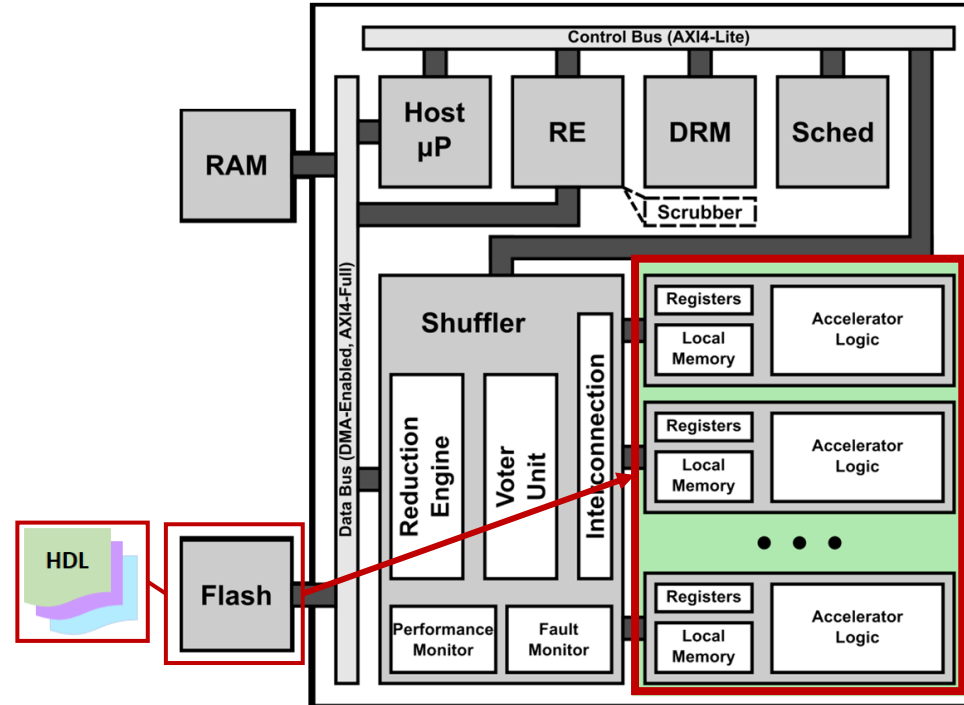 Control Bus (AXI4-Lite)
Host
µP
RE
DRM
Sched
RAM
Scrubber
Data Bus (DMA-Enabled, AXI4-Full)
Shuffler
Reduction
Engine
Voter
Unit
Interconnection
Performance
Monitor
Fault
Monitor
Registers
Local
Memory
Accelerator
Logic
Registers
Local
Memory
Accelerator
Logic
• • •
Registers
Local
Memory
Accelerator
Logic
HDL
Flash